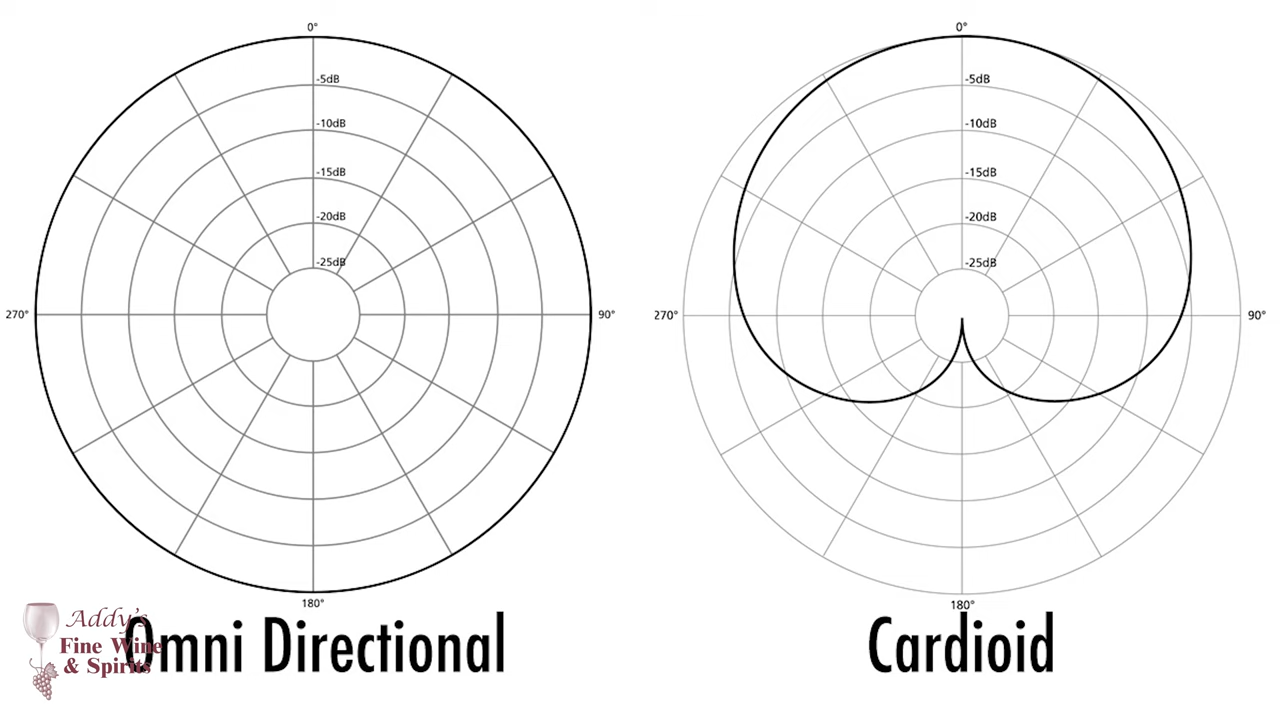 0°
-5dB
-10dB
-15dB
-20dB
-25dB
270°
90°
180°
Omni Directional
0°
-5dB
-10dB
-15dB
-20dB
-25dB
270°
90°
180°
Cardioid
Addy's
Fine Wine
& Spirits